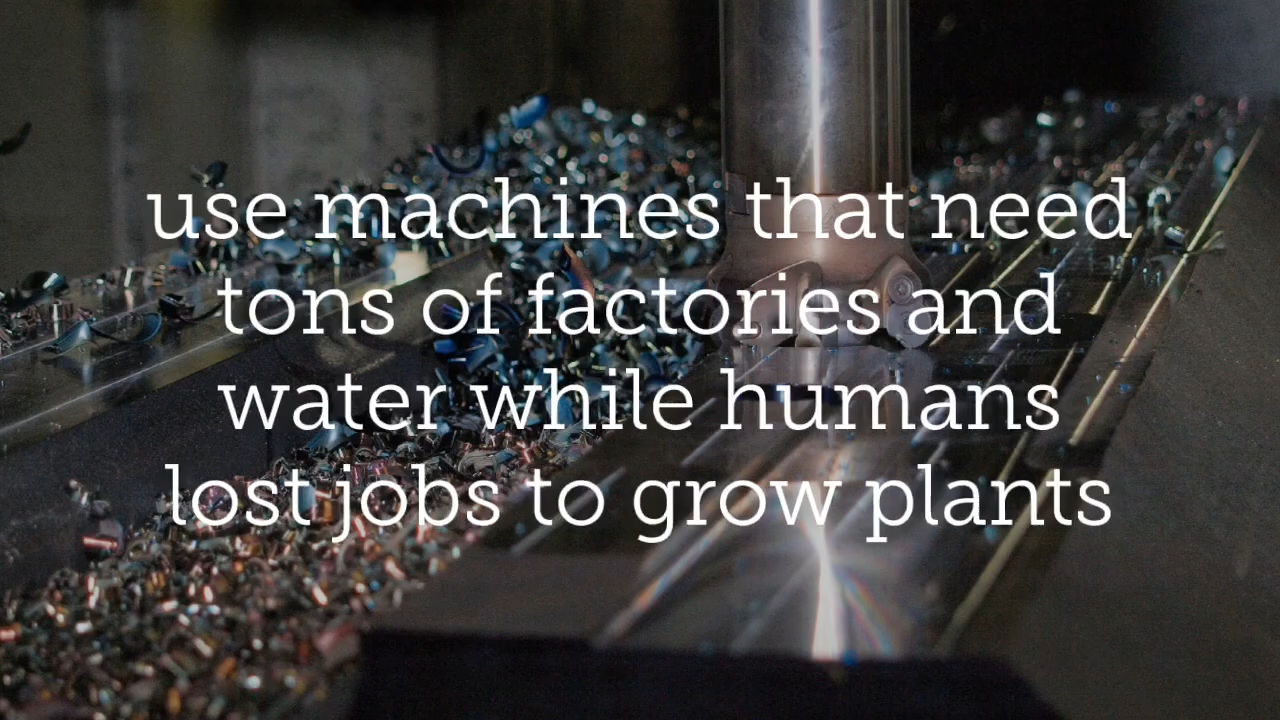 use machines that need
tons of factories and
water while humans
lost jobs to grow plants